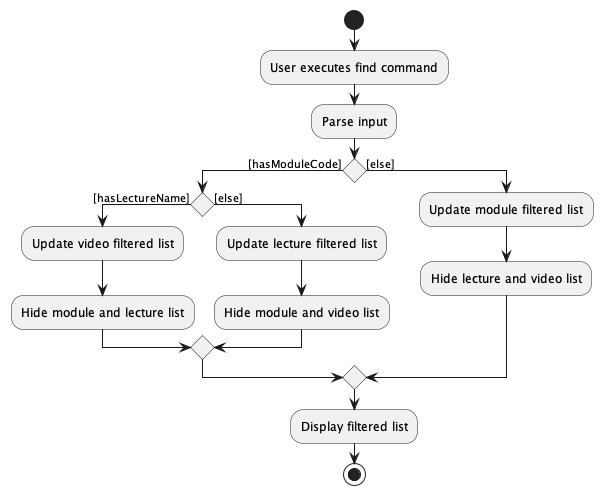 User executes find command
Parse input
[hasModuleCode]
[else]
[hasLectureName]
[else]
Update module filtered list
Update video filtered list
Update lecture filtered list
Hide lecture and video list
Hide module and lecture list
Hide module and video list
Display filtered list